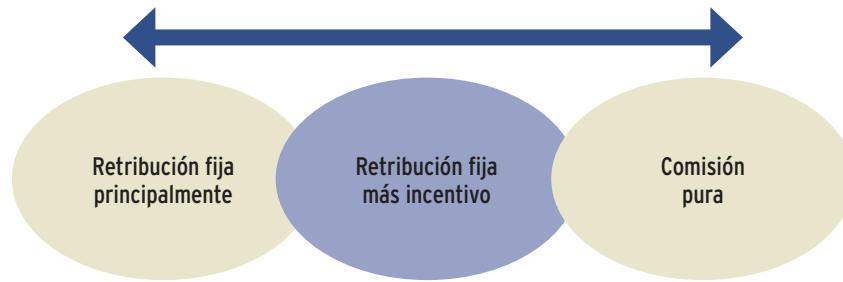 Retribución fija
principalmente
Retribución fija
más incentivo
Comisión
pura